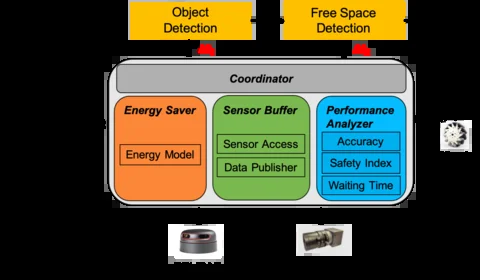 Object
Detection
Free Space
Detection
Coordinator
Energy Saver
Energy Model
Sensor Buffer
Sensor Access
Data Publisher
Performance
Analyzer
Accuracy
Safety Index
Waiting Time